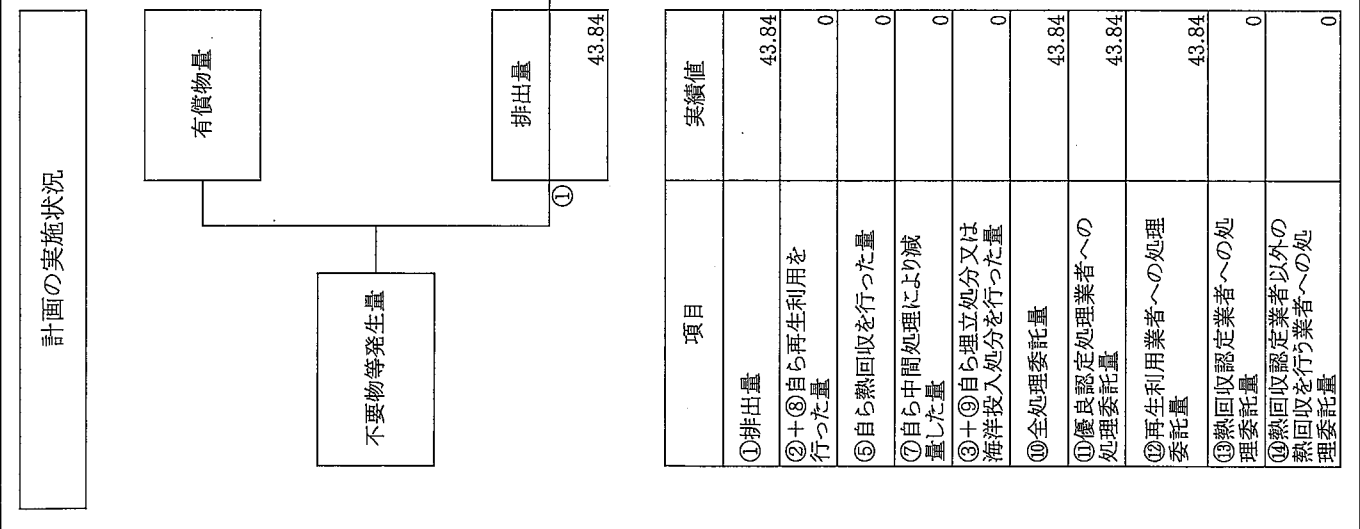 計画の実施状況
有償物量
不要物等発生量
排出量
①
43.84
項目
実績値
①排出量
43.84
②+⑧自ら再生利用を
行った量
0
⑤自ら熱回収を行った量
0
⑦自ら中間処理により減
量した量
0
③+⑨自ら埋立処分又は
海洋投入処分を行った量
0
⑩全処理委託量
43.84
⑪優良認定処理業者への
処理委託量
43.84
⑫再生利用業者への処理
委託量
43.84
⑬熱回収認定業者への処
理委託量
0
⑭熱回収認定業者以外の
熱回収を行う業者への処
理委託量
0